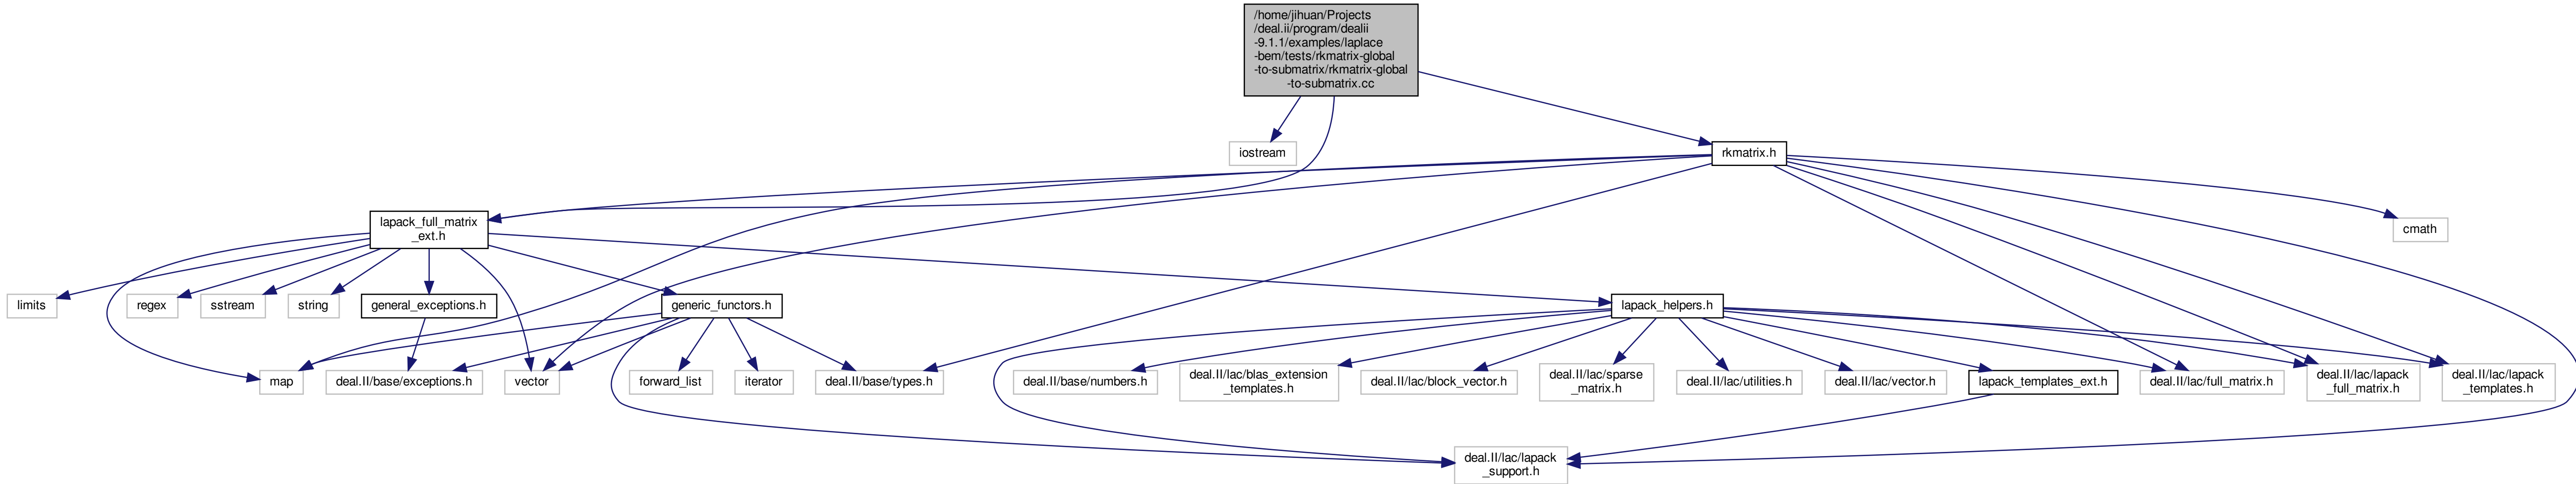 /home/jihuan/Projects
/deal.ii/program/dealii
-9.1.1/examples/laplace
-bem/tests/rkmatrix-global
-to-submatrix/rkmatrix-global
-to-submatrix.cc
iostream
rkmatrix.h
lapack_full_matrix
_ext.h
cmath
limits
regex
sstream
string
general_exceptions.h
generic_functors.h
lapack_helpers.h
map
deal.II/base/exceptions.h
vector
forward_list
iterator
deal.II/base/types.h
deal.II/base/numbers.h
deal.II/lac/blas_extension
_templates.h
deal.II/lac/block_vector.h
deal.II/lac/sparse
_matrix.h
deal.II/lac/utilities.h
deal.II/lac/vector.h
lapack_templates_ext.h
deal.II/lac/full_matrix.h
deal.II/lac/lapack
_full_matrix.h
deal.II/lac/lapack
_templates.h
deal.II/lac/lapack
_support.h